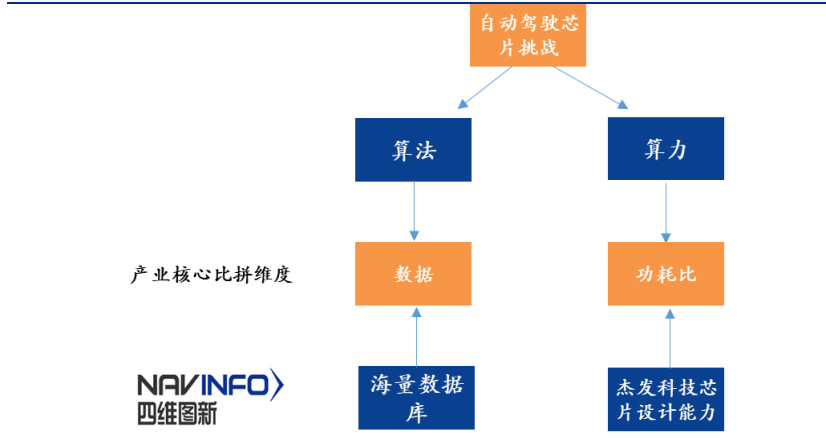 自动驾驶芯
片挑战
算法
算力
产业核心比拼维度
数据
功耗比
NAVINFO
四维图新
海量数据
库
杰发科技芯
片设计能力